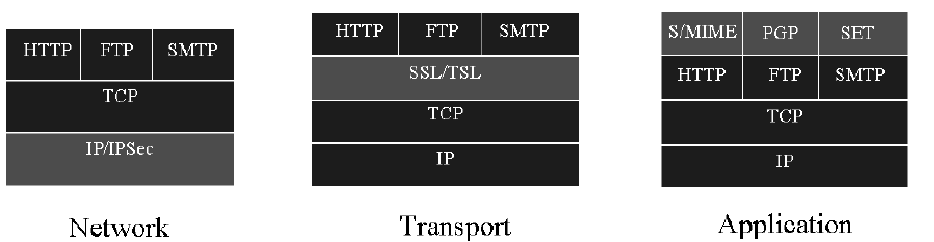 HTTP FTP SMTP
TCP
IP/IPSec
Network
HTTP FTP SMTP
SSL/TSL
TCP
IP
Transport
S/MIME PGP SET
HTTP FTP SMTP
TCP
IP
Application